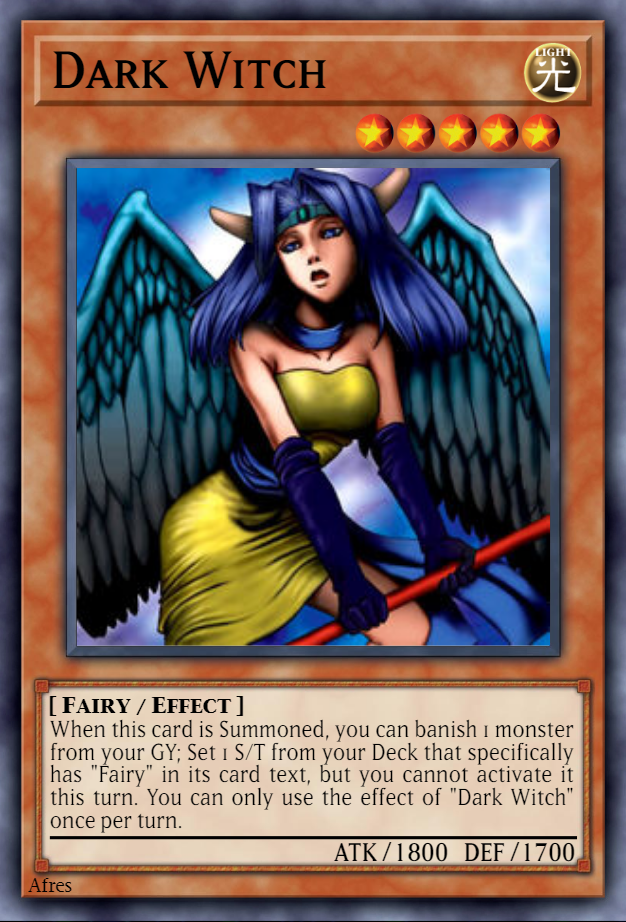 Dark Witch
LIGHT
光
[ Fairy / Effect ]
When this card is Summoned, you can banish 1 monster
from your GY; Set 1 S/T from your Deck that specifically
has "Fairy" in its card text, but you cannot activate it
this turn. You can only use the effect of "Dark Witch"
once per turn.
ATK / 1800 DEF / 1700
Afres